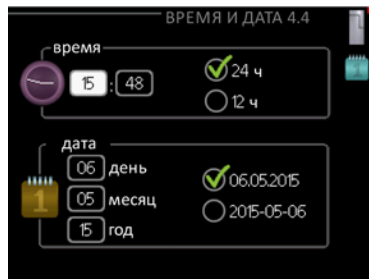 ВРЕМЯ И ДАТА 4.4
время
15 : 48
24 ч
12 ч
дата
06 день
05 месяц
15 год
06.05.2015
2015-05-06
1